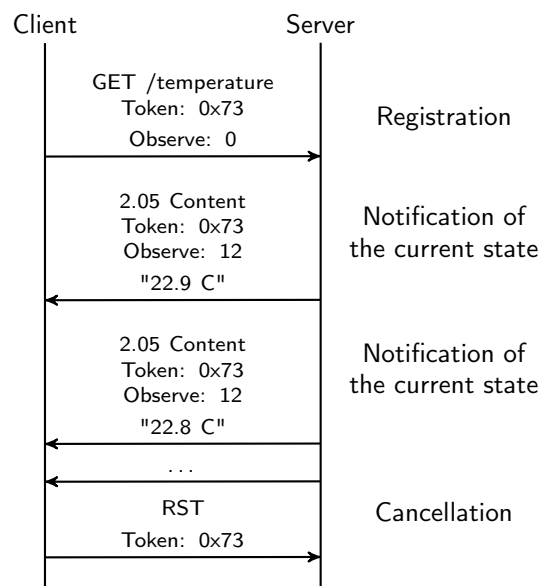 Client
Server
GET /temperature
Token: 0x73
Observe: 0
Registration
2.05 Content
Token: 0x73
Observe: 12
"22.9 C"
Notification of
the current state
2.05 Content
Token: 0x73
Observe: 12
"22.8 C"
Notification of
the current state
. . .
RST
Token: 0x73
Cancellation